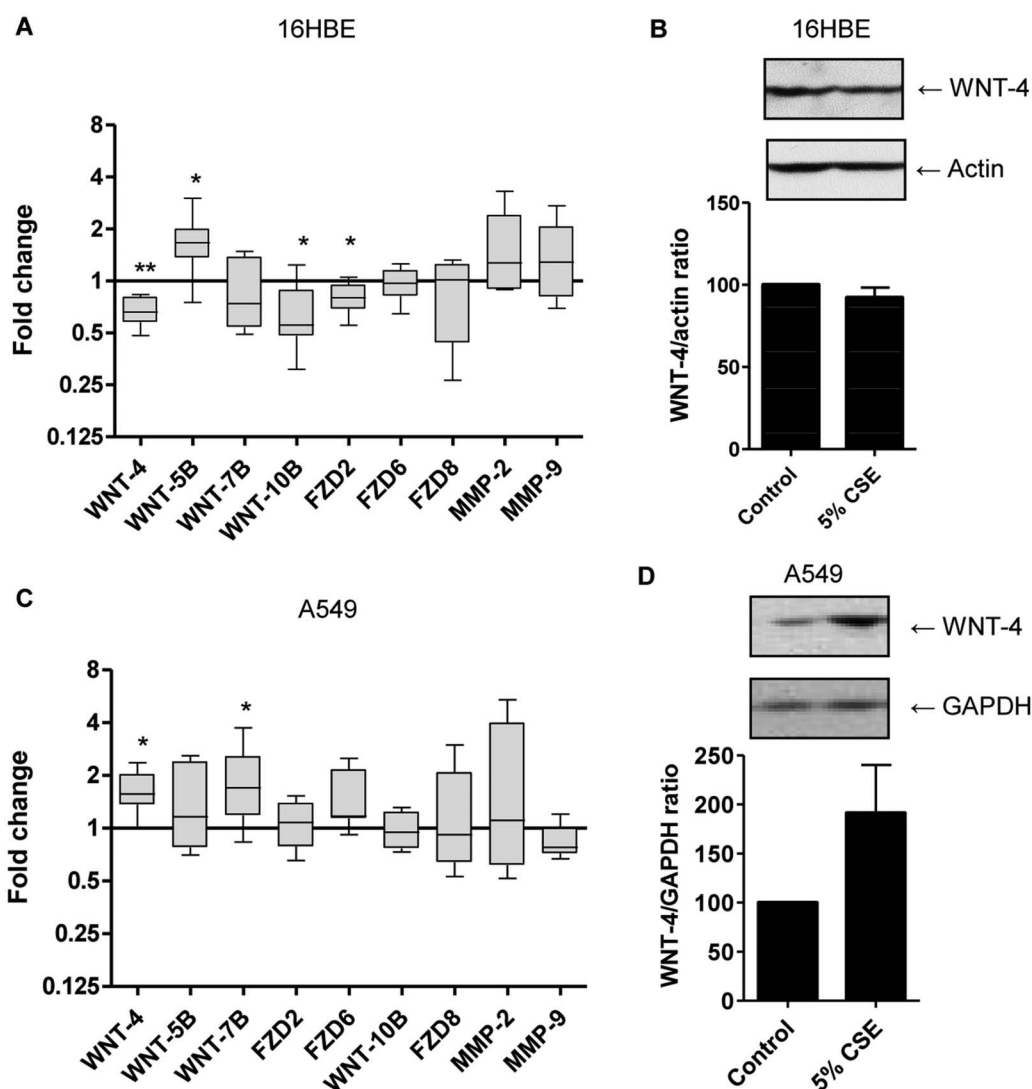 A
16HBE
Fold change
8
4
2
1
0.5
0.25
0.125
**
*
*
*
WNT-4
WNT-5B
WNT-7B
WNT-10B
FZD2
FZD6
FZD8
MMP-2
MMP-9
B
16HBE
← WNT-4
← Actin
WNT-4/actin ratio
150
100
50
0
Control
5% CSE
C
A549
Fold change
8
4
2
1
0.5
0.25
0.125
*
*
WNT-4
WNT-5B
WNT-7B
FZD2
FZD6
WNT-10B
FZD8
MMP-2
MMP-9
D
A549
← WNT-4
← GAPDH
WNT-4/GAPDH ratio
250
200
150
100
50
0
Control
5% CSE